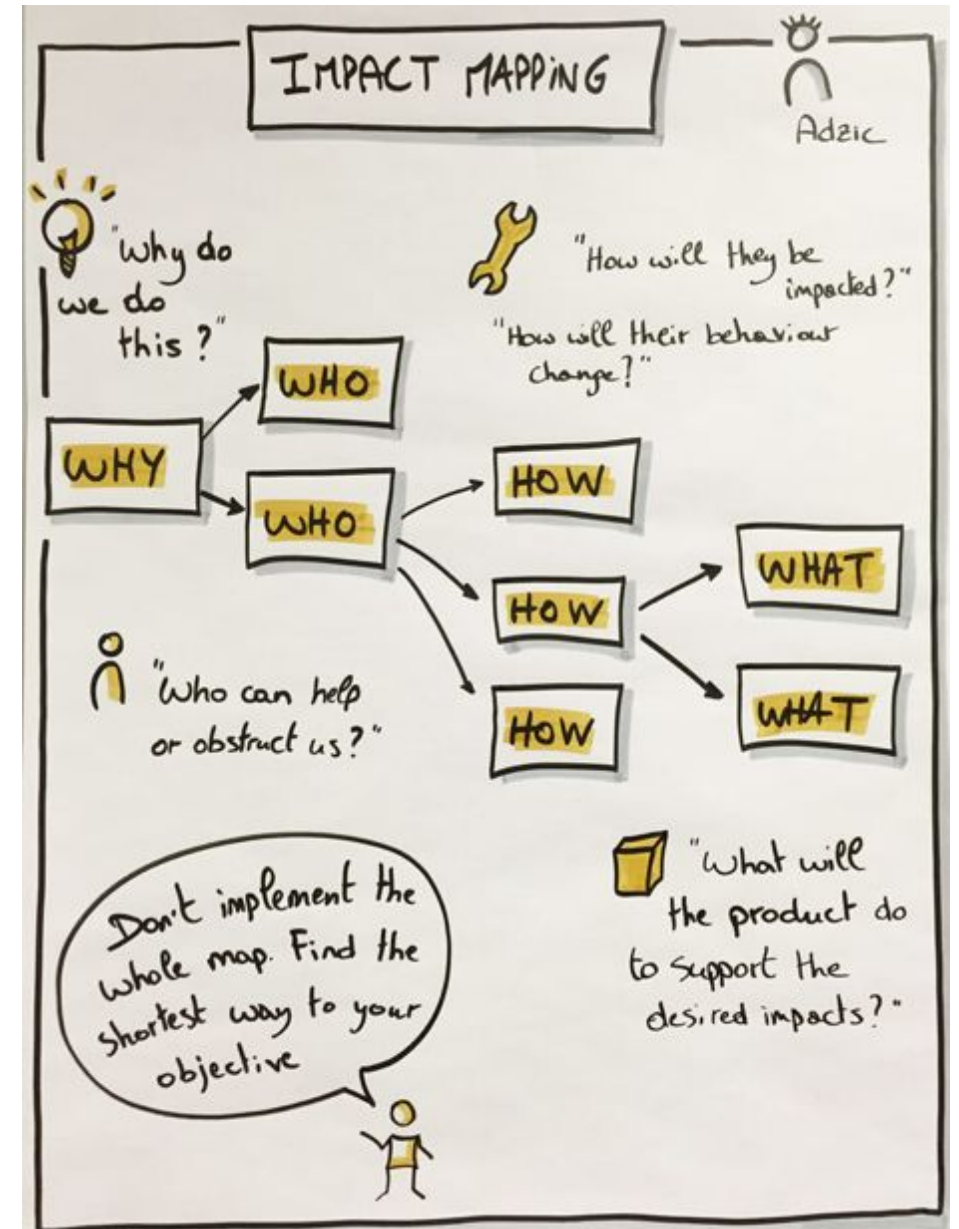 IMPACT MAPPING
Adzic
"Why do
we do
this?"
"How will they be
impacted?"
"How will their behaviour
change?"
WHO
WHY
WHO
HOW
HOW
HOW
WHAT
WHAT
"Who can help
or obstruct us?"
"What will
the product do
to support the
desired impacts?"
Don't implement the
whole map. Find the
shortest way to your
objective